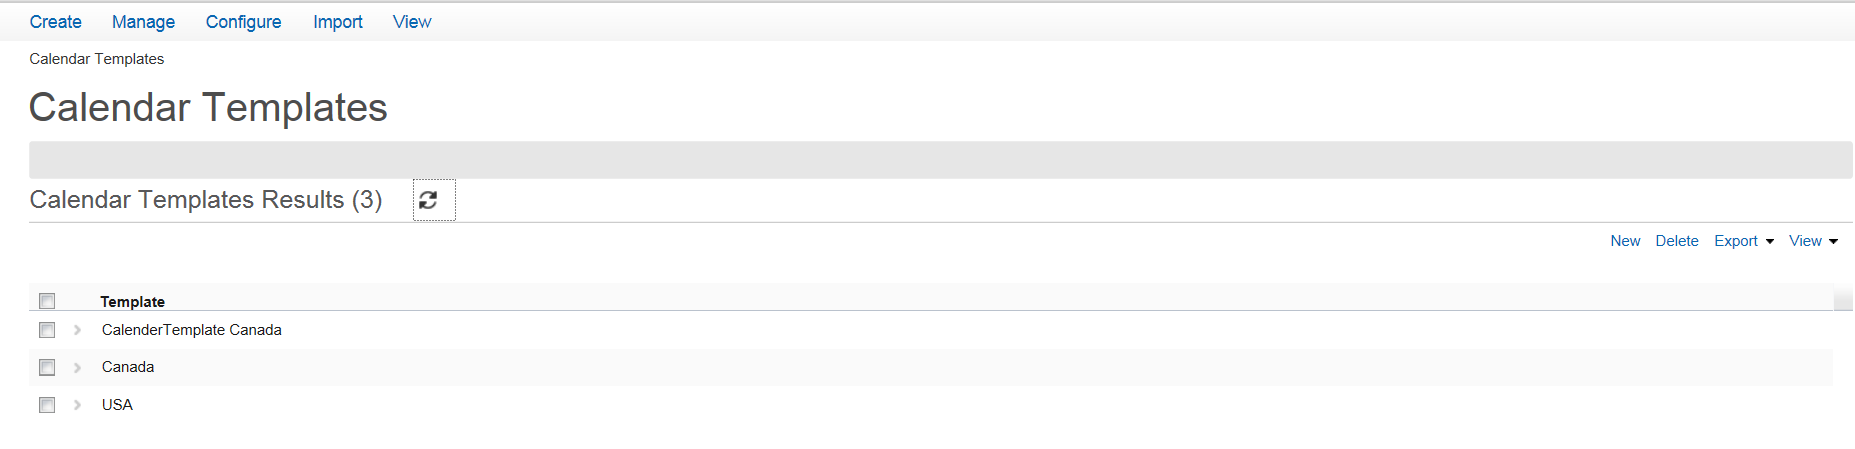 Create Manage Configure Import View
Calendar Templates
Calendar Templates
Calendar Templates Results (3)
New Delete Export View
Template
CalenderTemplate Canada
Canada
USA